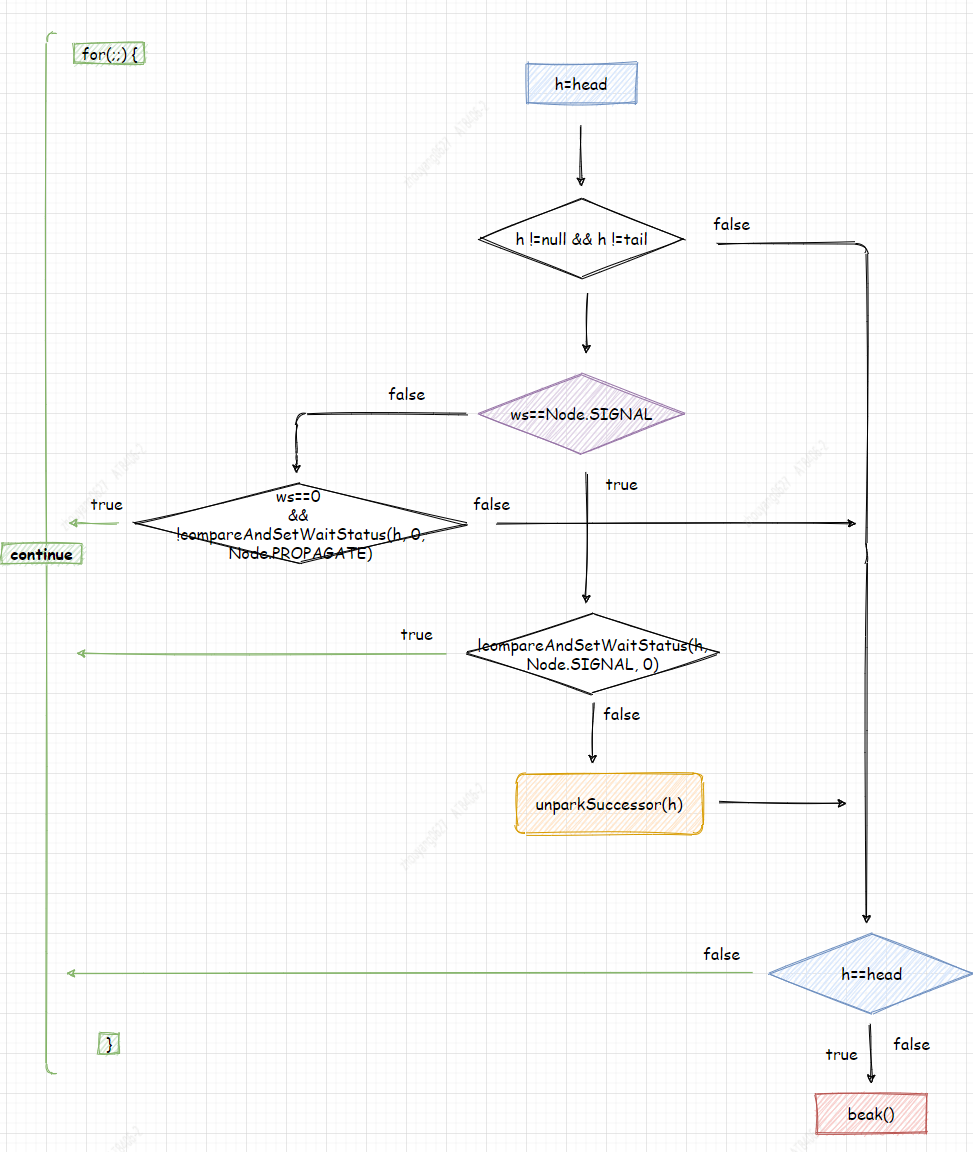 for(;;) {
h=head
h !=null && h !=tail
false
ws==Node.SIGNAL
false
true
ws==0
&&
!compareAndSetWaitStatus(h, 0,
Node.PROPAGATE)
true
false
continue
!compareAndSetWaitStatus(h,
Node.SIGNAL, 0)
true
false
unparkSuccessor(h)
h==head
false
}
true
false
beak()